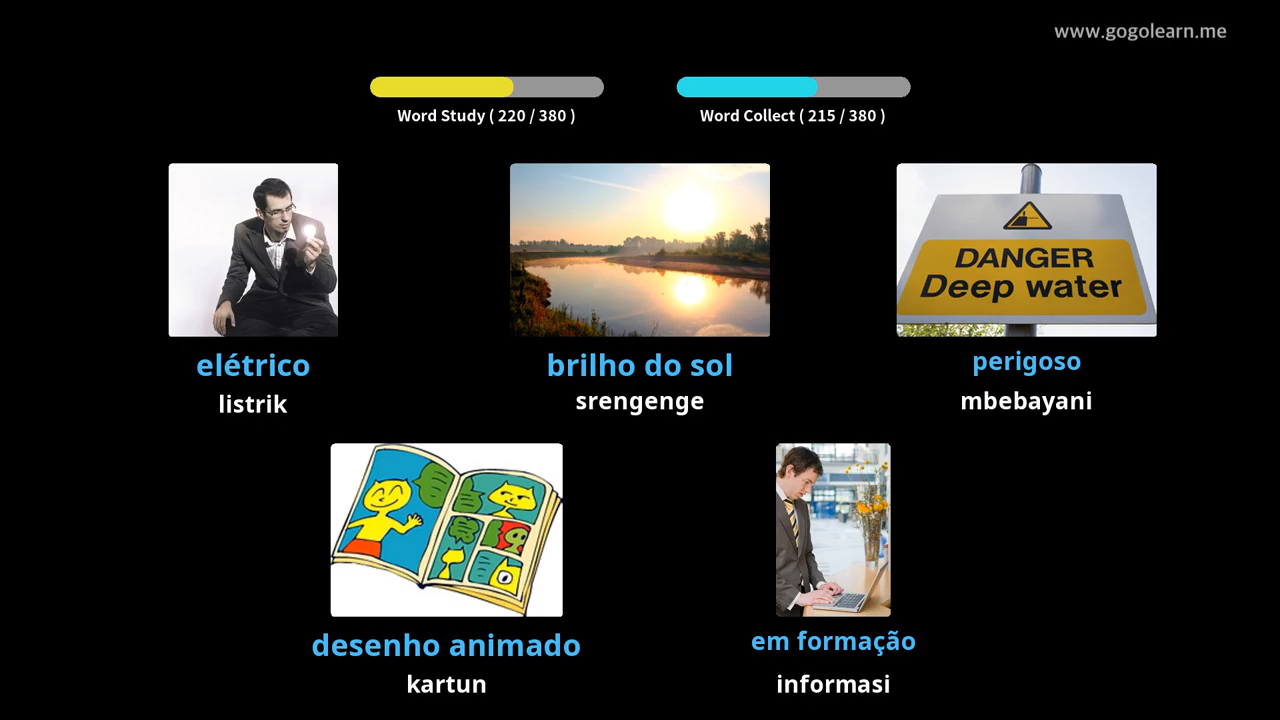 www.gogolearn.me
Word Study ( 220 / 380 )
Word Collect ( 215 / 380 )
DANGER
Deep water
elétrico
listrik
brilho do sol
srengenge
perigoso
mbebayani
desenho animado
kartun
em formação
informasi